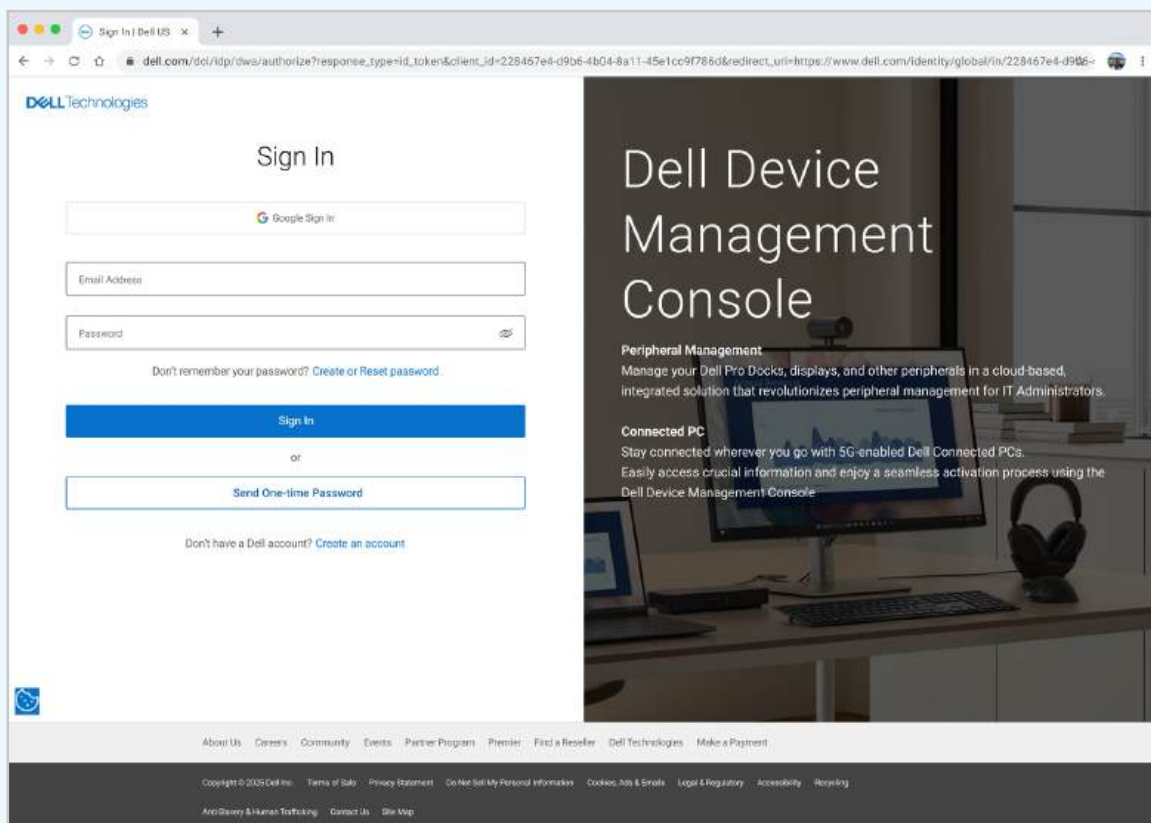 Sign In | Dell US
dell.com/dci/idp/dwa/authorize?response_type=id_token&client_id=228467e4-d9b6-4b04-8a11-45e1cc9f786d&redirect_uri=https://www.dell.com/identity/global/in/228467e4-d9b6-
DELLTechnologies
Sign In
Google Sign In
Email Address
Password
Don't remember your password? Create or Reset password
Sign In
or
Send One-time Password
Don't have a Dell account? Create an account
Dell Device
Management
Console
Peripheral Management
Manage your Dell Pro Docks, displays, and other peripherals in a cloud-based,
integrated solution that revolutionizes peripheral management for IT Administrators.
Connected PC
Stay connected wherever you go with 5G-enabled Dell Connected PCs.
Easily access crucial information and enjoy a seamless activation process using the
Dell Device Management Console
About Us Careers Community Events Partner Program Premier Find a Reseller Dell Technologies Make a Payment
Copyright © 2025 Dell Inc. Terms of Sale Privacy Statement Do Not Sell My Personal Information Cookies, Ads & Emails Legal & Regulatory Accessibility Recycling
Anti-Slavery & Human Trafficking Contact Us Site Map